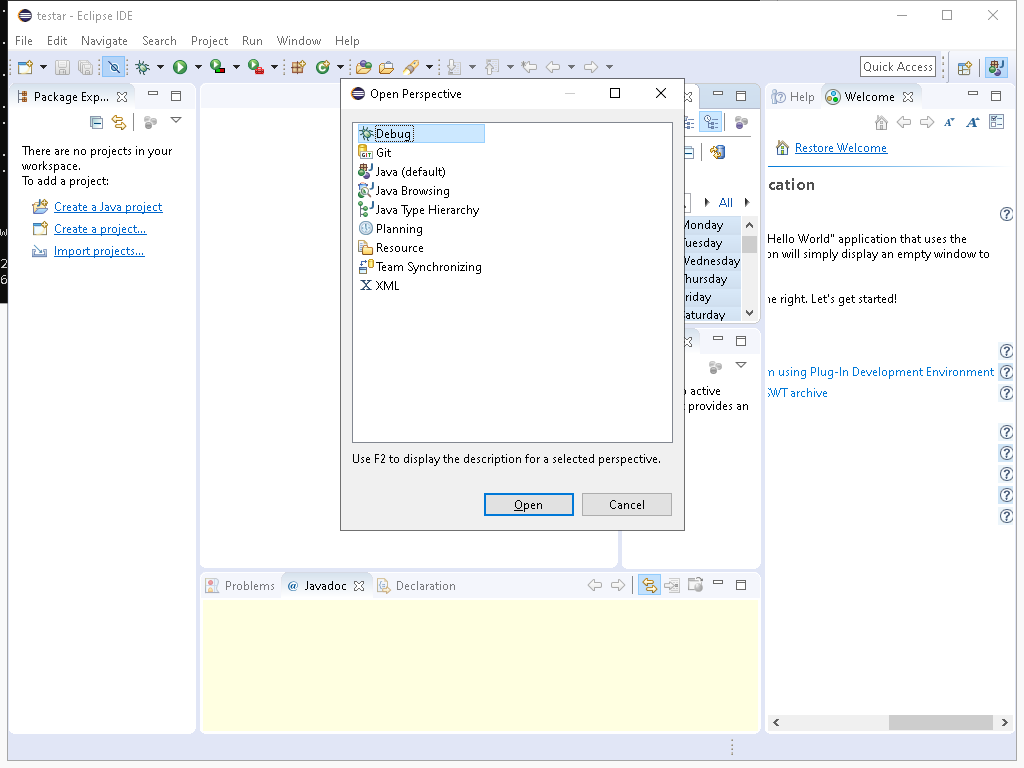 testar - Eclipse IDE
File Edit Navigate Search Project Run Window Help
Quick Access
Package Exp...
There are no projects in your
workspace.
To add a project:
Create a Java project
Create a project...
Import projects...
Open Perspective
Debug
Git
Java (default)
Java Browsing
Java Type Hierarchy
Planning
Resource
Team Synchronizing
XML
Use F2 to display the description for a selected perspective.
Open Cancel
All
Monday
Tuesday
Wednesday
Thursday
Friday
Saturday
active
provides an
Help Welcome
Restore Welcome
cation
Hello World" application that uses the
on will simply display an empty window to
he right. Let's get started!
n using Plug-In Development Environment
SWT archive
Problems @ Javadoc Declaration